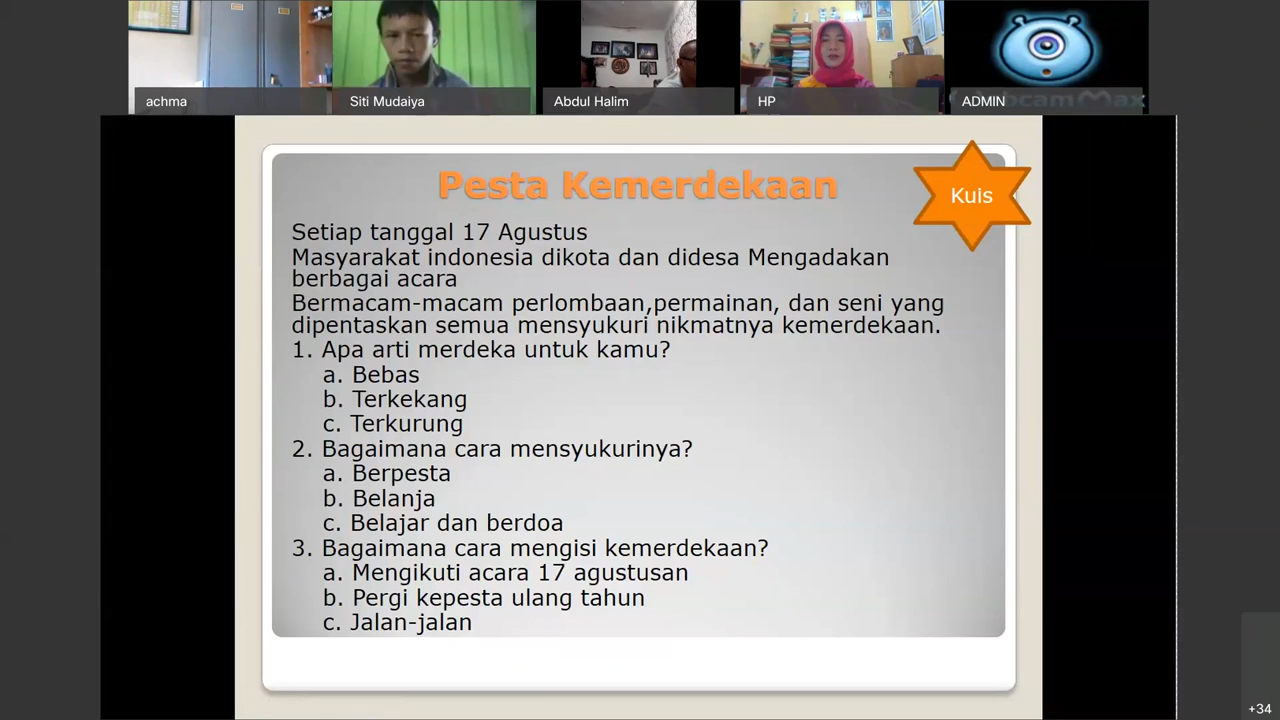 achma
Siti Mudaiya
Abdul Halim
HP
ADMIN
Pesta Kemerdekaan
Kuis
Setiap tanggal 17 Agustus
Masyarakat indonesia dikota dan didesa Mengadakan
berbagai acara
Bermacam-macam perlombaan,permainan, dan seni yang
dipentaskan semua mensyukuri nikmatnya kemerdekaan.
1. Apa arti merdeka untuk kamu?
a. Bebas
b. Terkekang
c. Terkurung
2. Bagaimana cara mensyukurinya?
a. Berpesta
b. Belanja
c. Belajar dan berdoa
3. Bagaimana cara mengisi kemerdekaan?
a. Mengikuti acara 17 agustusan
b. Pergi kepesta ulang tahun
c. Jalan-jalan
+34